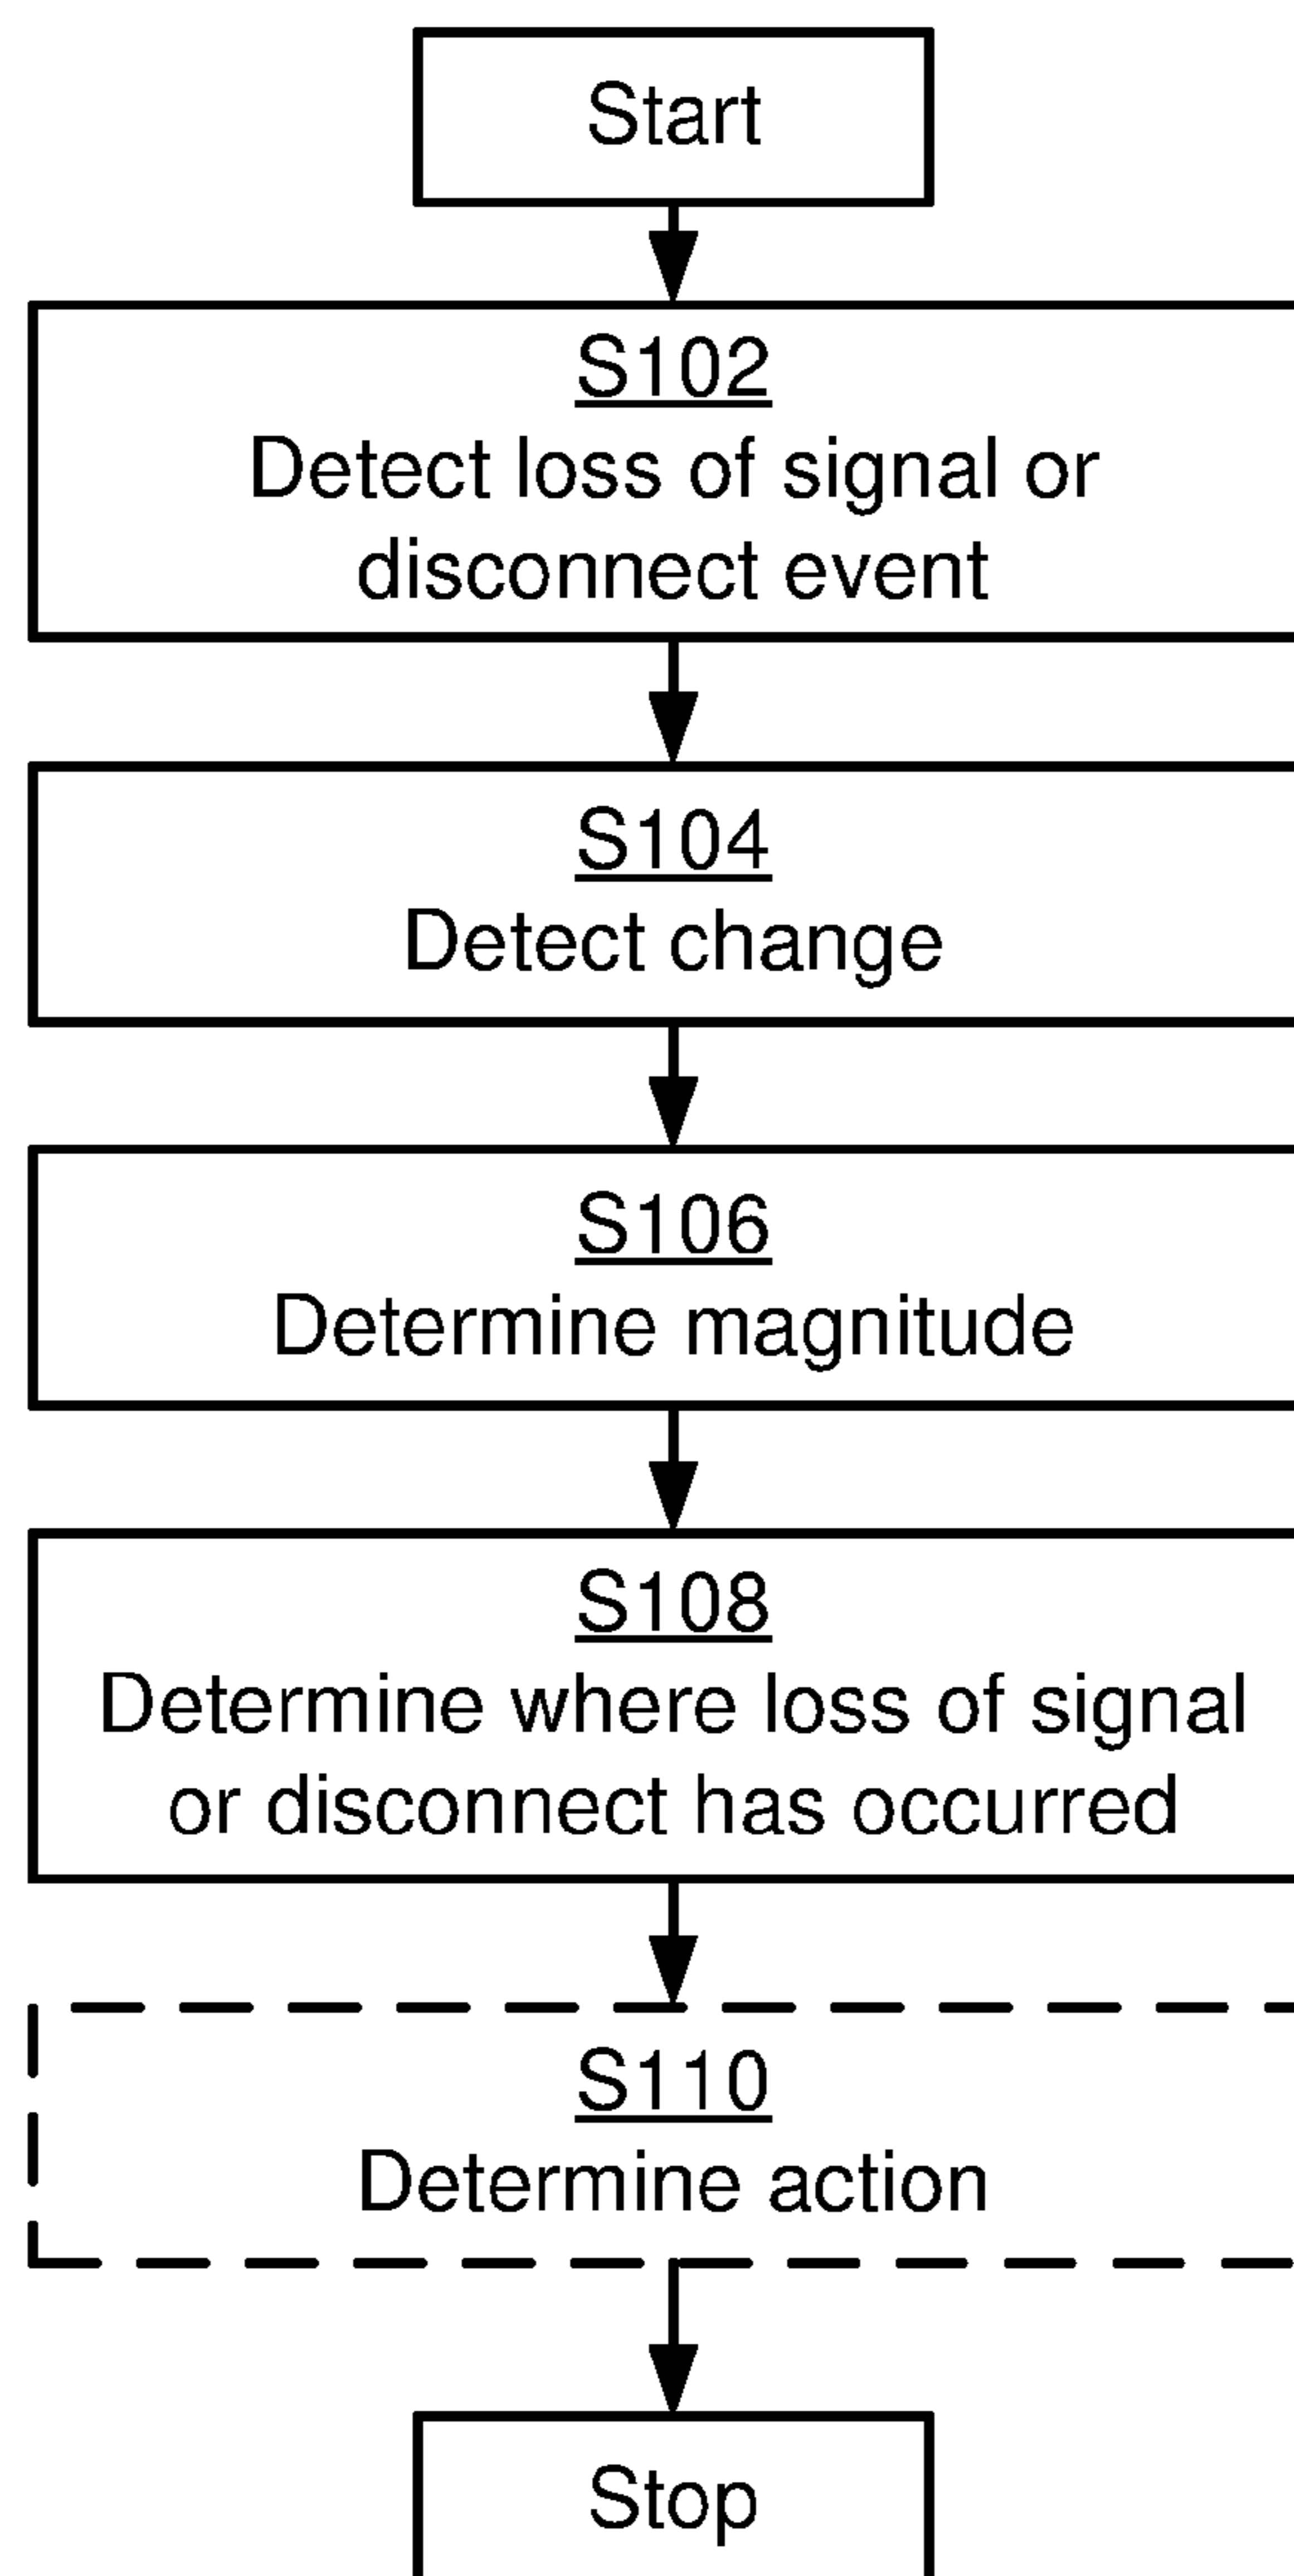 Start
S102
Detect loss of signal or
disconnect event
S104
Detect change
S106
Determine magnitude
S108
Determine where loss of signal
or disconnect has occurred
S110
Determine action
Stop